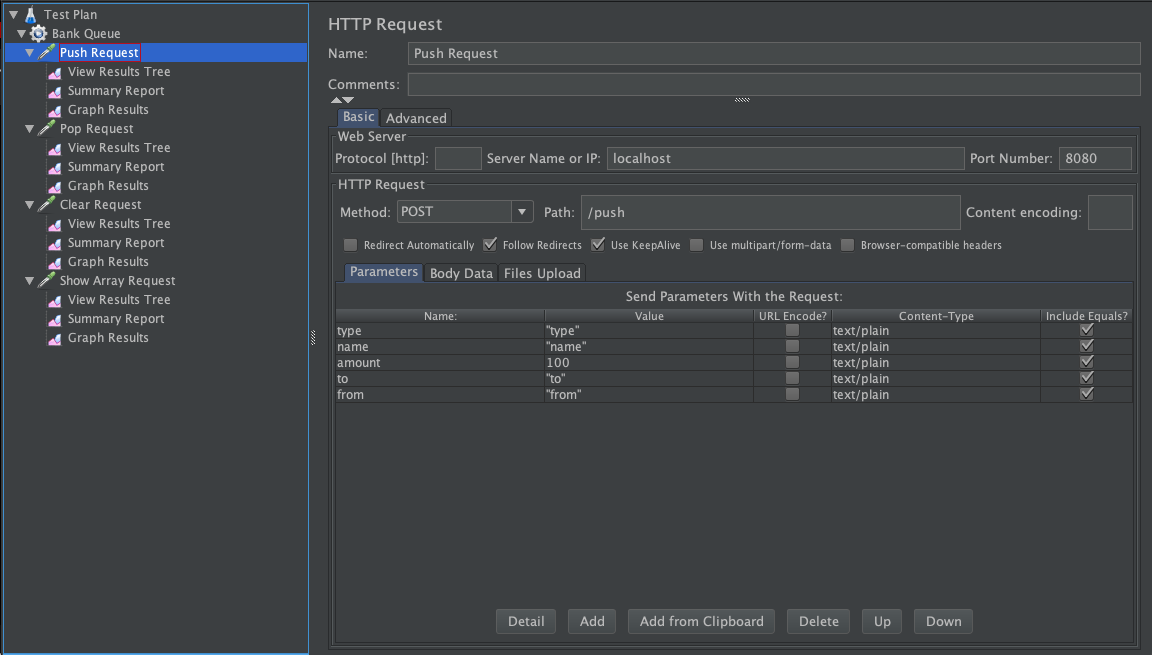 Test Plan
Bank Queue
Push Request
View Results Tree
Summary Report
Graph Results
Pop Request
View Results Tree
Summary Report
Graph Results
Clear Request
View Results Tree
Summary Report
Graph Results
Show Array Request
View Results Tree
Summary Report
Graph Results
HTTP Request
Name: Push Request
Comments:
Basic Advanced
Web Server
Protocol [http]: Server Name or IP: localhost Port Number: 8080
HTTP Request
Method: POST Path: /push Content encoding:
Redirect Automatically Follow Redirects Use KeepAlive Use multipart/form-data Browser-compatible headers
Parameters Body Data Files Upload
Send Parameters With the Request:
Name: Value URL Encode? Content-Type Include Equals?
type "type" text/plain
name "name" text/plain
amount 100 text/plain
to "to" text/plain
from "from" text/plain
Detail Add Add from Clipboard Delete Up Down